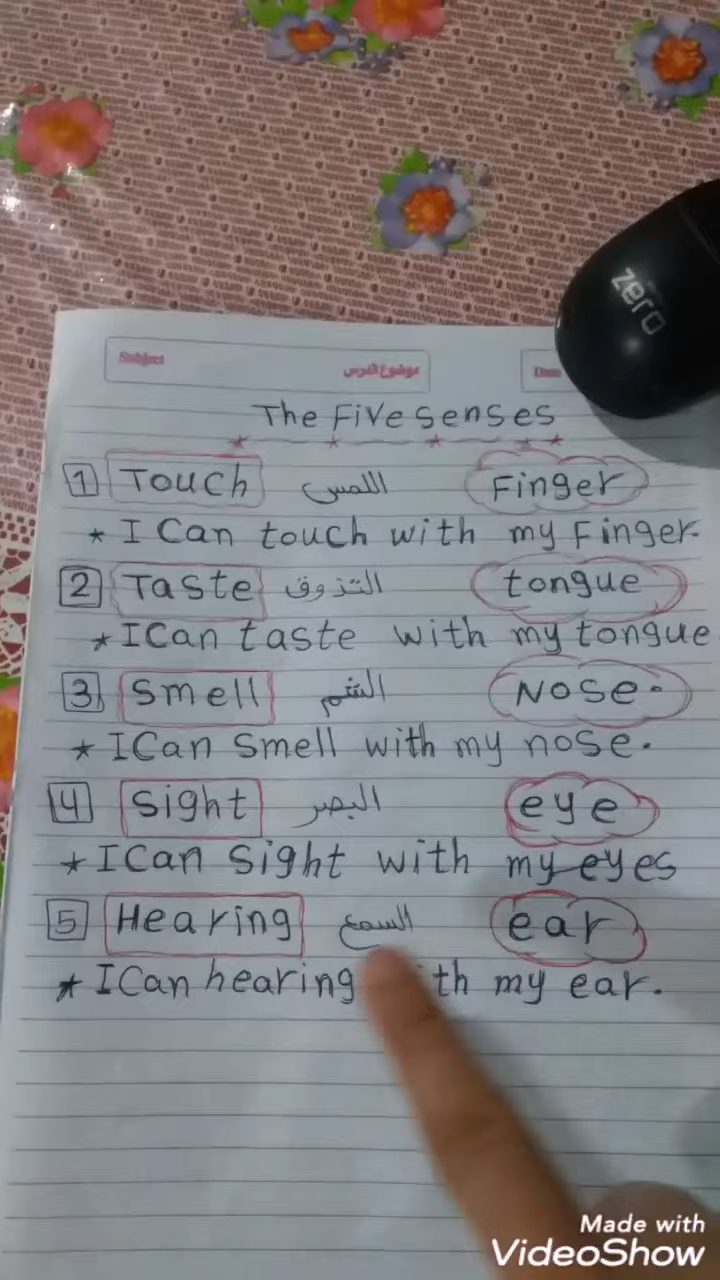 zero
Subject موضوع الدرس Date
The Five senses
1 Touch اللمس Finger
* I Can touch with my Finger.
2 Taste التذوق tongue
* I Can taste with my tongue
3 Smell الشم Nose.
* I Can Smell with my nose.
4 Sight البصر eye
* I Can Sight with my eyes
5 Hearing السمع ear
* I Can hearing th my ear.
Made with
VideoShow